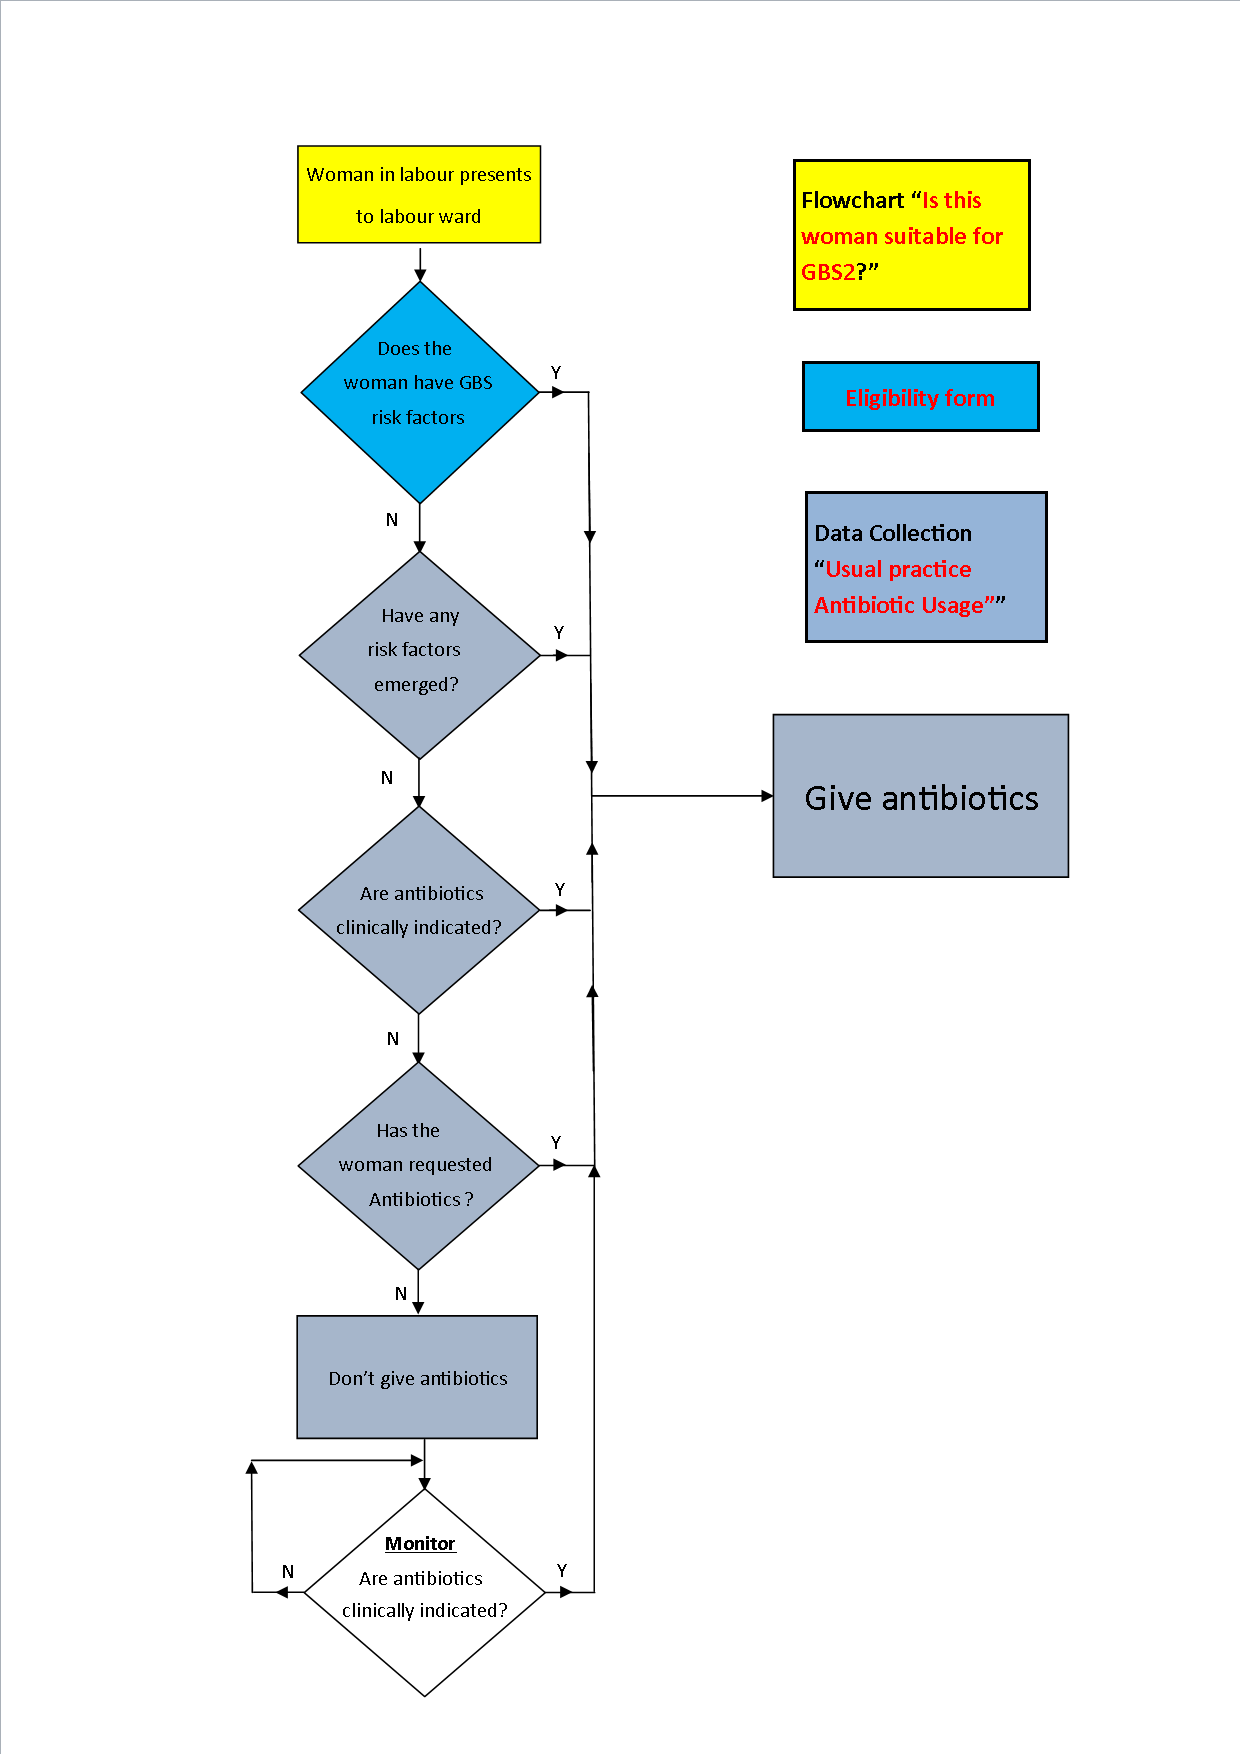 Woman in labour presents
to labour ward
Flowchart “Is this
woman suitable for
GBS2?”
Does the
woman have GBS
risk factors
Y
N
Eligibility form
Data Collection
“Usual practice
Antibiotic Usage””
Have any
risk factors
emerged?
Y
N
Give antibiotics
Are antibiotics
clinically indicated?
Y
N
Has the
woman requested
Antibiotics ?
Y
N
Don’t give antibiotics
Monitor
Are antibiotics
clinically indicated?
N
Y